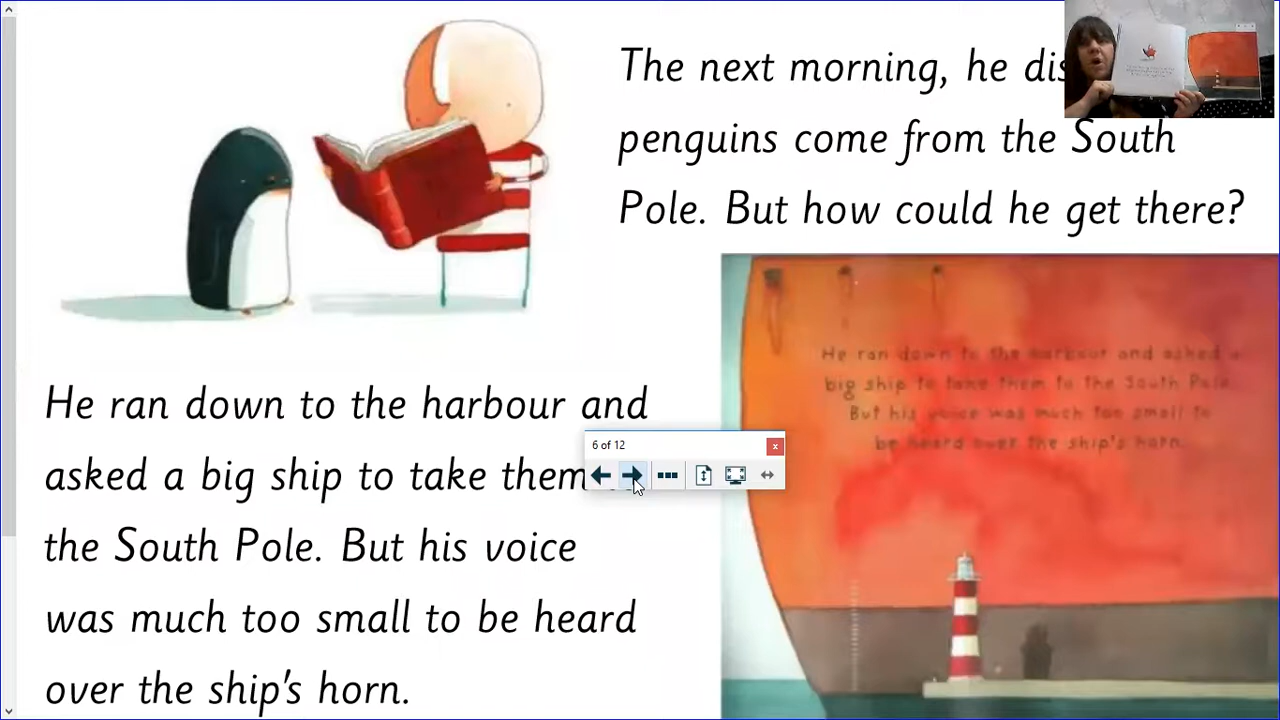 The next morning, he
penguins come from the South
Pole. But how could he get there?
He ran down to the harbour and
asked a big ship to take them
the South Pole. But his voice
was much too small to be heard
over the ship's horn.
6 of 12
x
He ran down to the harbour and asked a
big ship to take them to the South Pole.
But his voice was much too small to
be heard over the ship's horn.